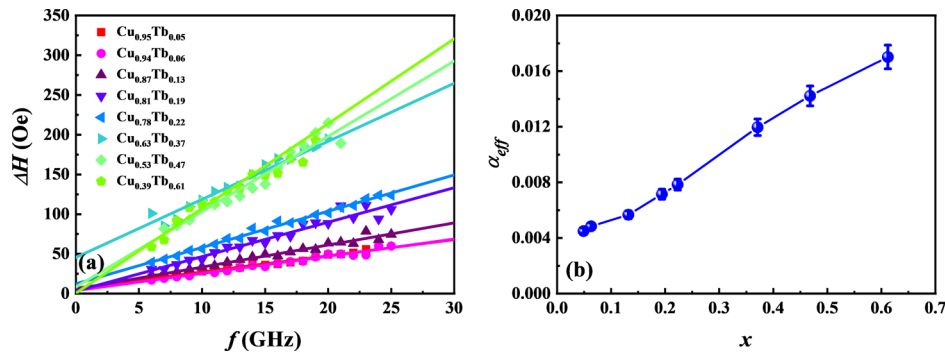 350
300
250
200
150
100
50
0
ΔH (Oe)
Cu0.95Tb0.05
Cu0.94Tb0.06
Cu0.87Tb0.13
Cu0.81Tb0.19
Cu0.78Tb0.22
Cu0.63Tb0.37
Cu0.53Tb0.47
Cu0.39Tb0.61
(a)
0 5 10 15 20 25 30
f (GHz)
0.016
0.012
0.008
0.004
0.000
αeff
(b)
0.0 0.1 0.2 0.3 0.4 0.5 0.6 0.7
x